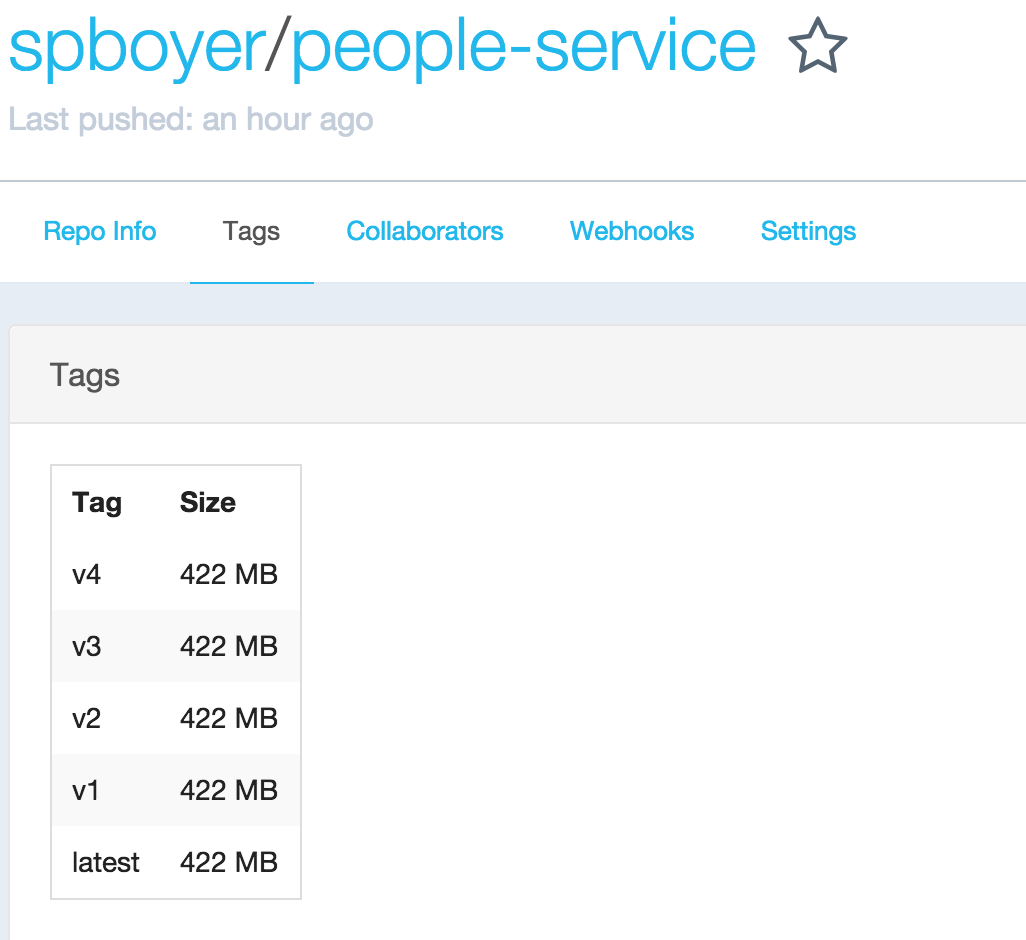 spboyer/people-service
Last pushed: an hour ago
Repo Info Tags Collaborators Webhooks Settings
Tags
Tag Size
v4 422 MB
v3 422 MB
v2 422 MB
v1 422 MB
latest 422 MB